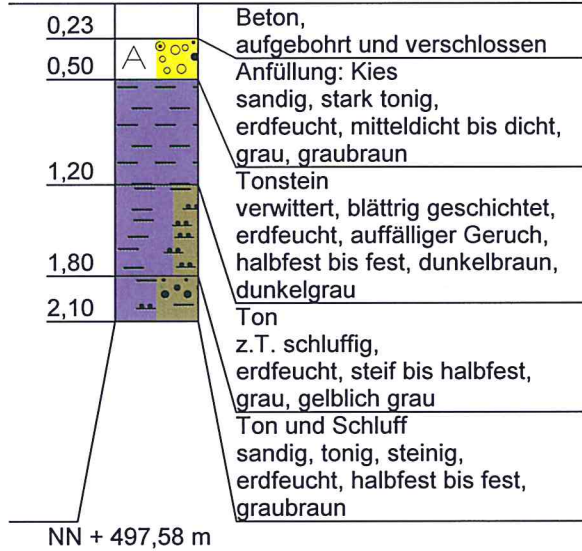 0,23
Beton,
aufgebohrt und verschlossen
0,50
A
Anfüllung: Kies
sandig, stark tonig,
erdfeucht, mitteldicht bis dicht,
grau, graubraun
1,20
Tonstein
verwittert, blättrig geschichtet,
erdfeucht, auffälliger Geruch,
halbfest bis fest, dunkelbraun,
dunkelgrau
1,80
Ton
z.T. schluffig,
erdfeucht, steif bis halbfest,
grau, gelblich grau
2,10
Ton und Schluff
sandig, tonig, steinig,
erdfeucht, halbfest bis fest,
graubraun
NN + 497,58 m